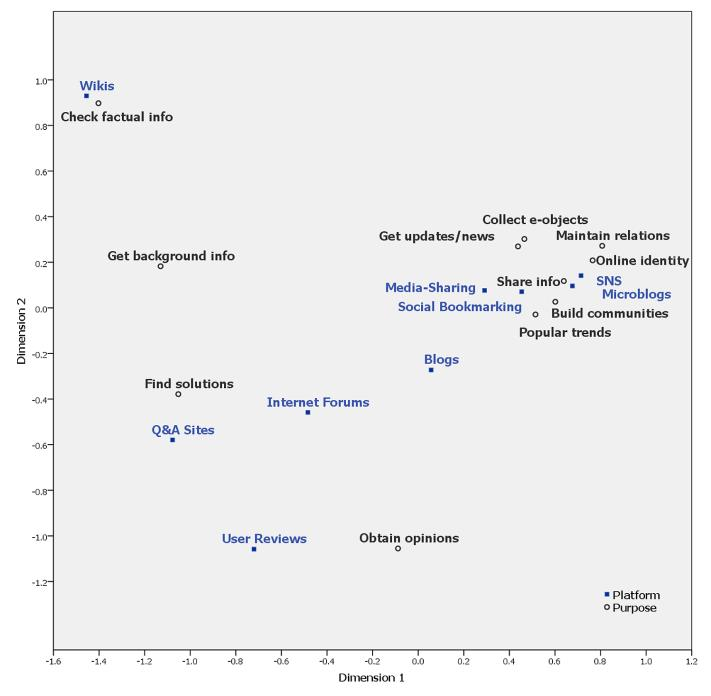 1.0
Wikis
Check factual info
0.8
0.6
0.4
Collect e-objects
Get updates/news
Maintain relations
Get background info
Online identity
0.2
Share info
SNS
Media-Sharing
Microblogs
Social Bookmarking
0.0
Build communities
Popular trends
Dimension 2
-0.2
Blogs
Find solutions
-0.4
Internet Forums
Q&A Sites
-0.6
-0.8
User Reviews
Obtain opinions
-1.0
-1.2
Platform
Purpose
-1.6 -1.4 -1.2 -1.0 -0.8 -0.6 -0.4 -0.2 0.0 0.2 0.4 0.6 0.8 1.0 1.2
Dimension 1